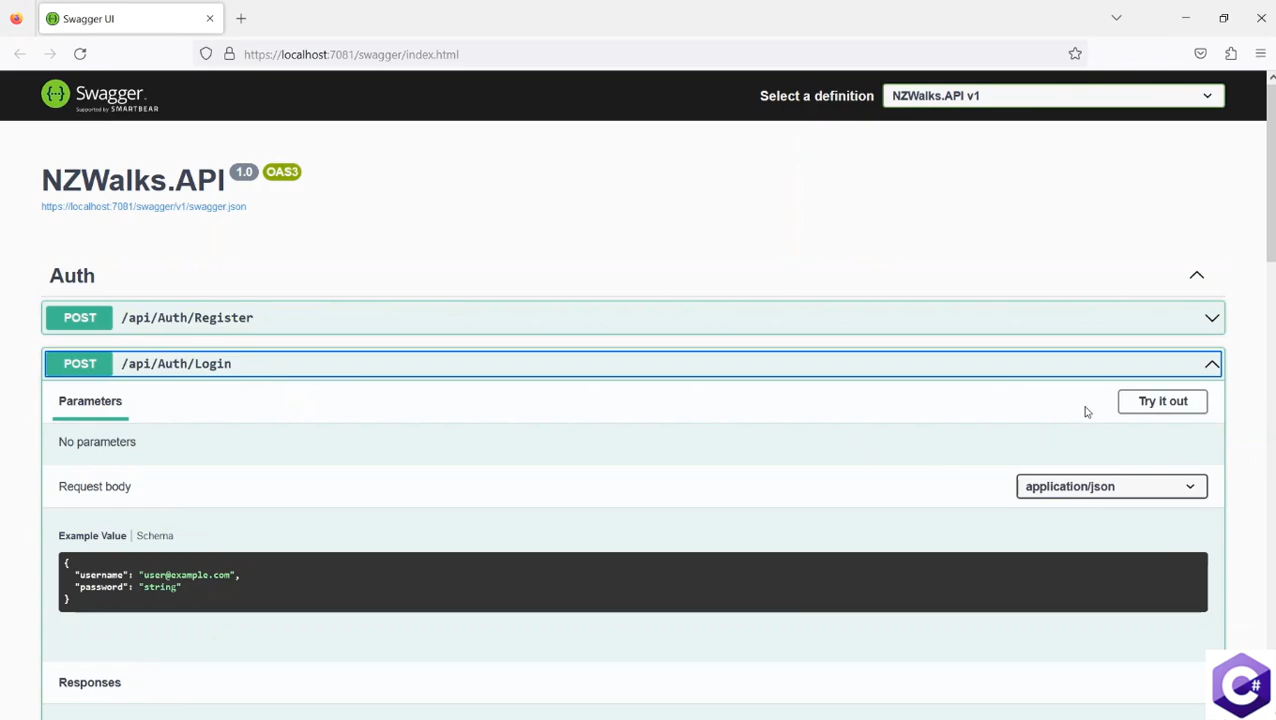 Swagger UI
https://localhost:7081/swagger/index.html
Swagger
Supported by SMARTBEAR
Select a definition
NZWalks.API v1
NZWalks.API 1.0 OAS3
https://localhost:7081/swagger/v1/swagger.json
Auth
POST /api/Auth/Register
POST /api/Auth/Login
Parameters
Try it out
No parameters
Request body
application/json
Example Value | Schema
{
"username": "user@example.com",
"password": "string"
}
Responses
C#